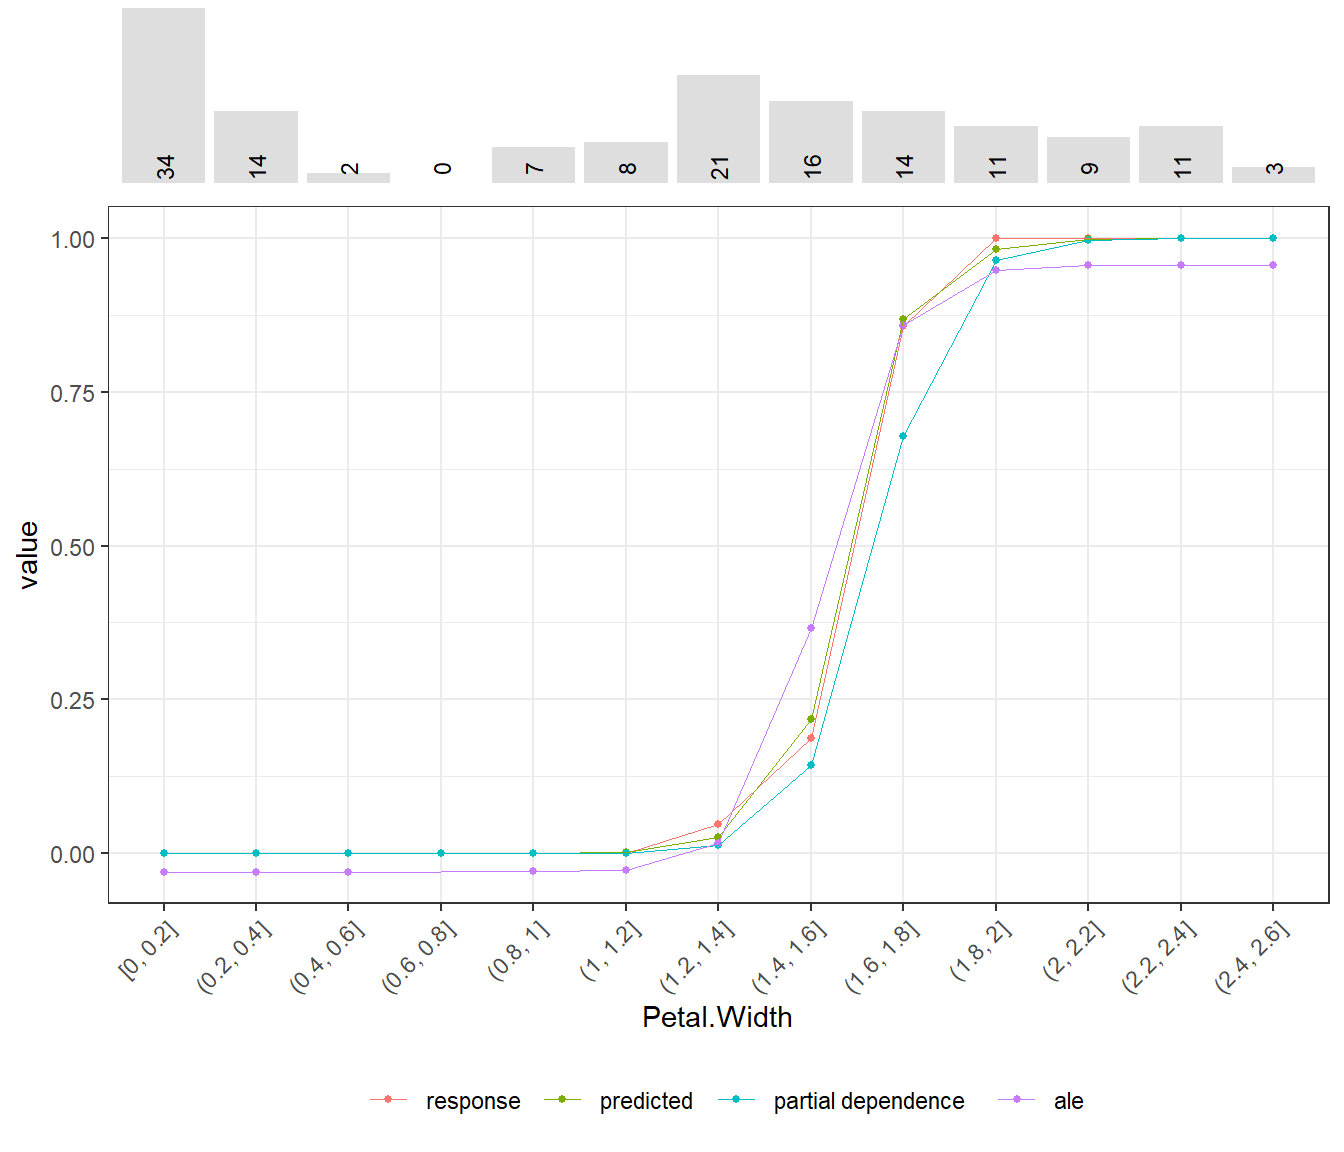 34 14 2 0 7 8 21 16 14 11 9 11 3
1.00
0.75
0.50
0.25
0.00
value
[0, 0.2] (0.2, 0.4] (0.4, 0.6] (0.6, 0.8] (0.8, 1] (1, 1.2] (1.2, 1.4] (1.4, 1.6] (1.6, 1.8] (1.8, 2] (2, 2.2] (2.2, 2.4] (2.4, 2.6]
Petal.Width
response predicted partial dependence ale